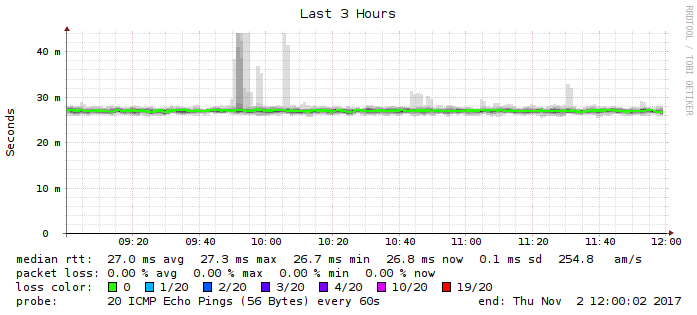 Last 3 Hours
RRDTOOL / TOBI OETIKER
Seconds
40 m
30 m
20 m
10 m
0
09:20 09:40 10:00 10:20 10:40 11:00 11:20 11:40 12:00
median rtt: 27.0 ms avg 27.3 ms max 26.7 ms min 26.8 ms now 0.1 ms sd 254.8 am/s
packet loss: 0.00 % avg 0.00 % max 0.00 % min 0.00 % now
loss color: 0 1/20 2/20 3/20 4/20 10/20 19/20
probe: 20 ICMP Echo Pings (56 Bytes) every 60s end: Thu Nov 2 12:00:02 2017